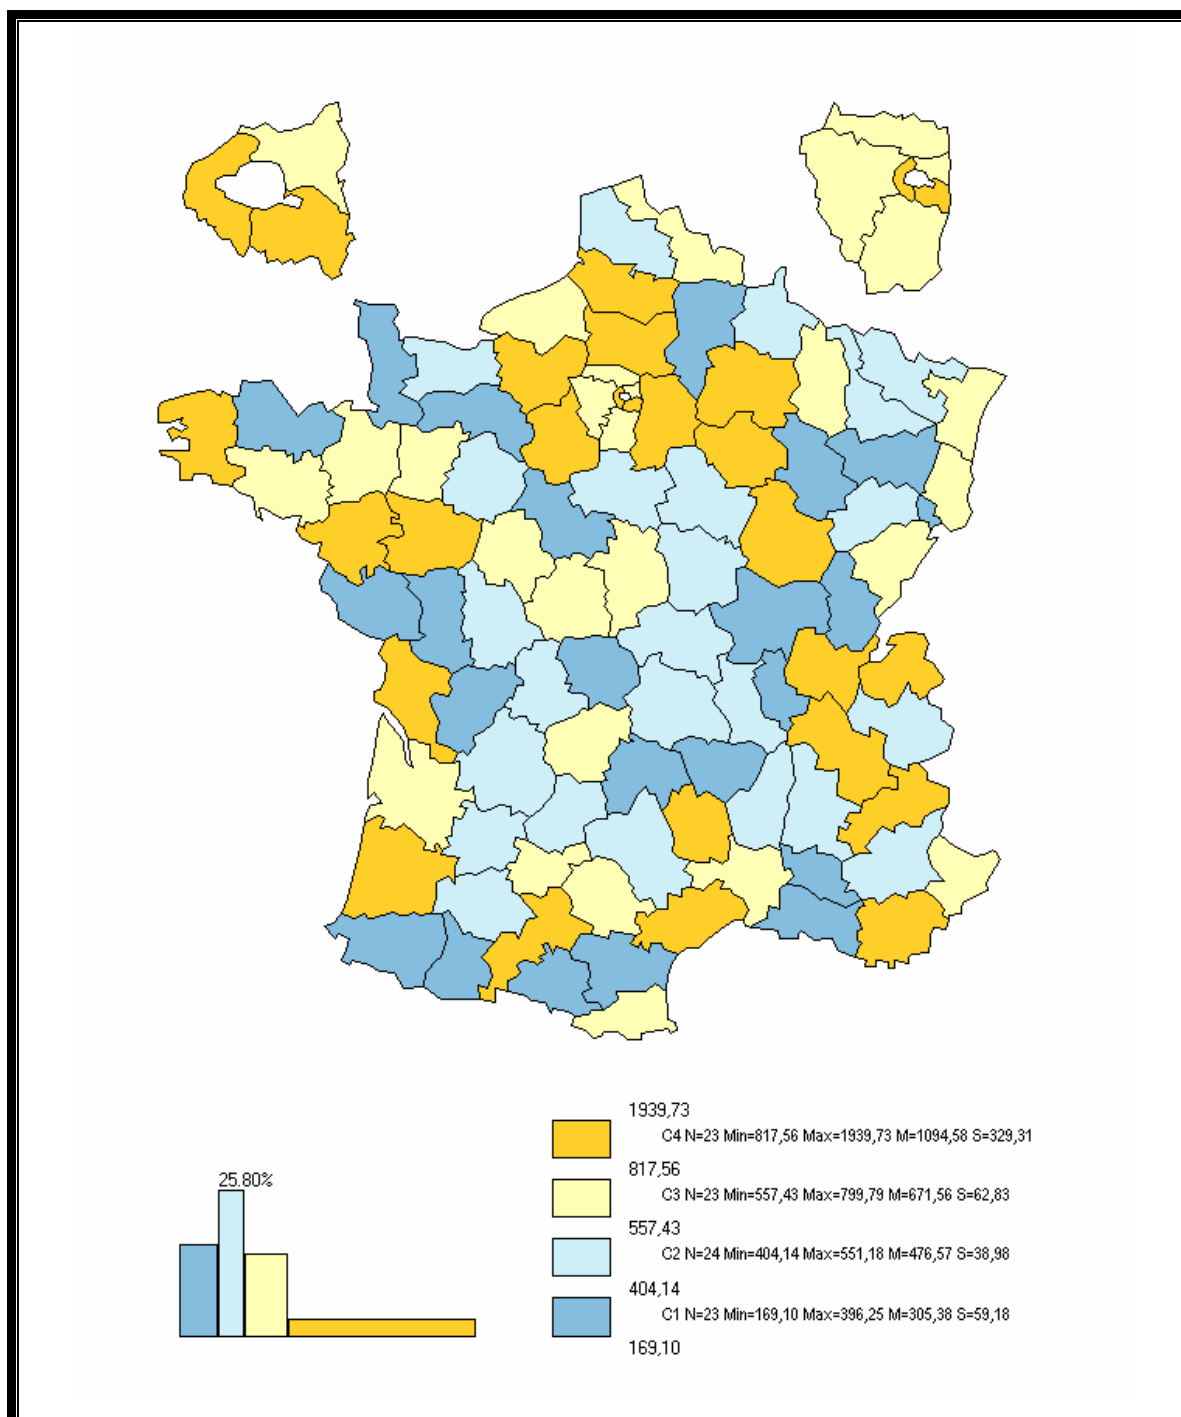 25.80%
1939,73
C4 N=23 Min=817,56 Max=1939,73 M=1094,58 S=329,31
817,56
C3 N=23 Min=557,43 Max=799,79 M=671,56 S=62,83
557,43
C2 N=24 Min=404,14 Max=551,18 M=476,57 S=38,98
404,14
C1 N=23 Min=169,10 Max=396,25 M=305,38 S=59,18
169,10